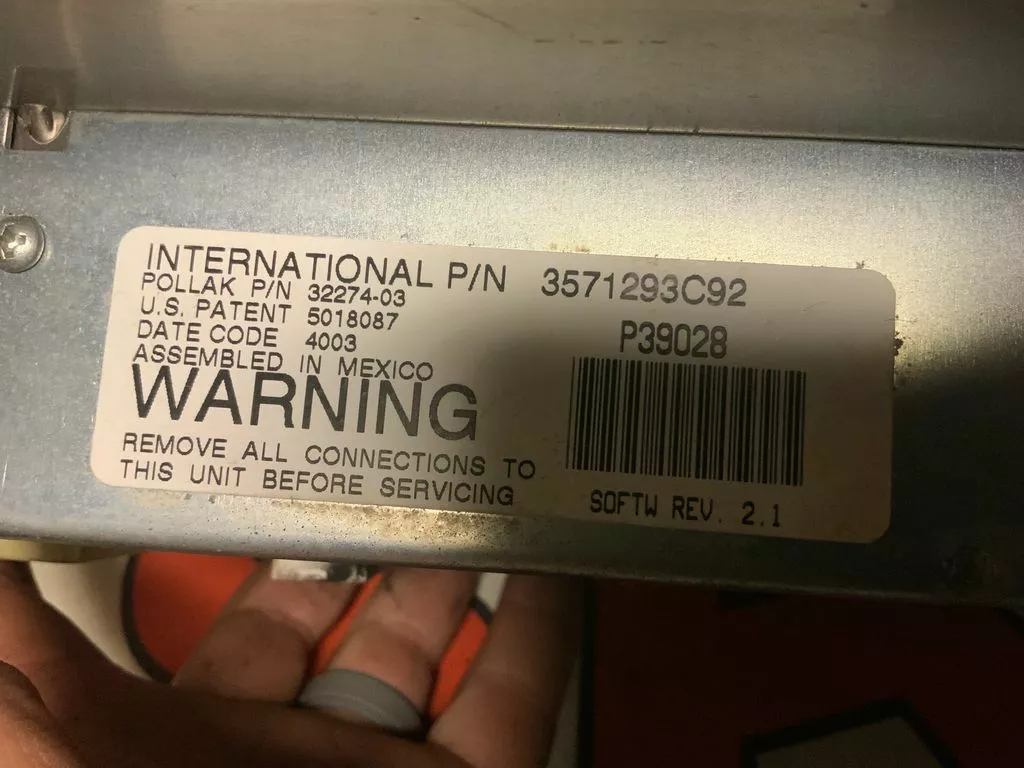 INTERNATIONAL P/N 3571293C92
POLLAK P/N 32274-03
U.S. PATENT 5018087
DATE CODE 4003
ASSEMBLED IN MEXICO
WARNING
REMOVE ALL CONNECTIONS TO
THIS UNIT BEFORE SERVICING
P39028
SOFTW REV. 2.1